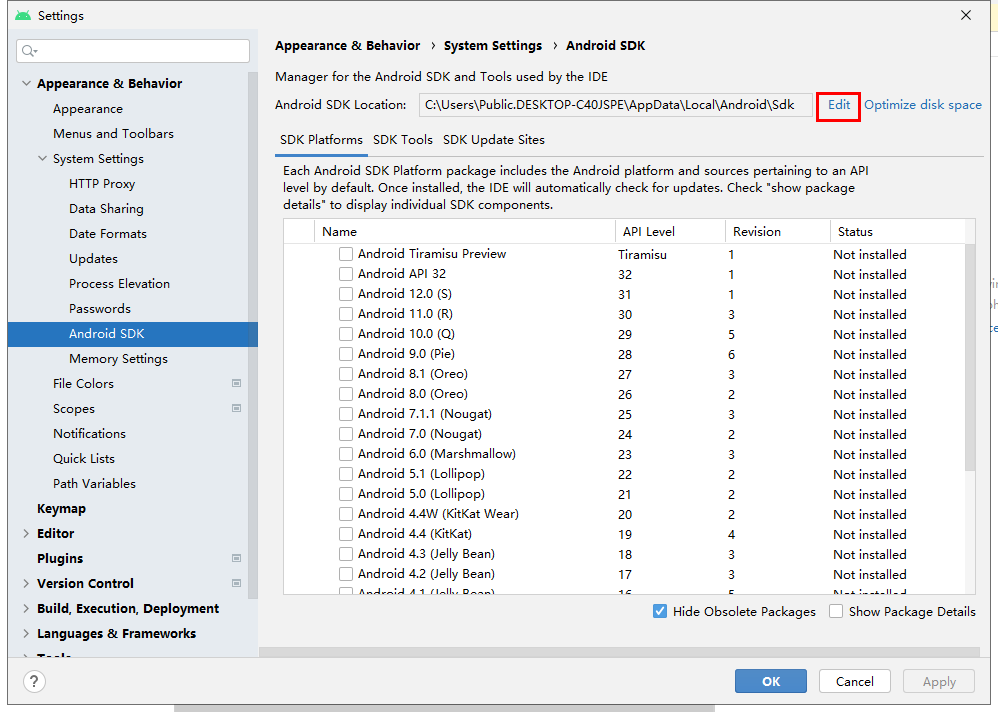 Settings
Appearance & Behavior
Appearance
Menus and Toolbars
System Settings
HTTP Proxy
Data Sharing
Date Formats
Updates
Process Elevation
Passwords
Android SDK
Memory Settings
File Colors
Scopes
Notifications
Quick Lists
Path Variables
Keymap
Editor
Plugins
Version Control
Build, Execution, Deployment
Languages & Frameworks
Tools
Appearance & Behavior › System Settings › Android SDK
Manager for the Android SDK and Tools used by the IDE
Android SDK Location: C:\Users\Public.DESKTOP-C40JSPE\AppData\Local\Android\Sdk Edit Optimize disk space
SDK Platforms SDK Tools SDK Update Sites
Each Android SDK Platform package includes the Android platform and sources pertaining to an API
level by default. Once installed, the IDE will automatically check for updates. Check "show package
details" to display individual SDK components.
Name API Level Revision Status
Android Tiramisu Preview Tiramisu 1 Not installed
Android API 32 32 1 Not installed
Android 12.0 (S) 31 1 Not installed
Android 11.0 (R) 30 3 Not installed
Android 10.0 (Q) 29 5 Not installed
Android 9.0 (Pie) 28 6 Not installed
Android 8.1 (Oreo) 27 3 Not installed
Android 8.0 (Oreo) 26 2 Not installed
Android 7.1.1 (Nougat) 25 3 Not installed
Android 7.0 (Nougat) 24 2 Not installed
Android 6.0 (Marshmallow) 23 3 Not installed
Android 5.1 (Lollipop) 22 2 Not installed
Android 5.0 (Lollipop) 21 2 Not installed
Android 4.4W (KitKat Wear) 20 2 Not installed
Android 4.4 (KitKat) 19 4 Not installed
Android 4.3 (Jelly Bean) 18 3 Not installed
Android 4.2 (Jelly Bean) 17 3 Not installed
Android 4.1 (Jelly Bean) 16 5 Not installed
Hide Obsolete Packages Show Package Details
? OK Cancel Apply